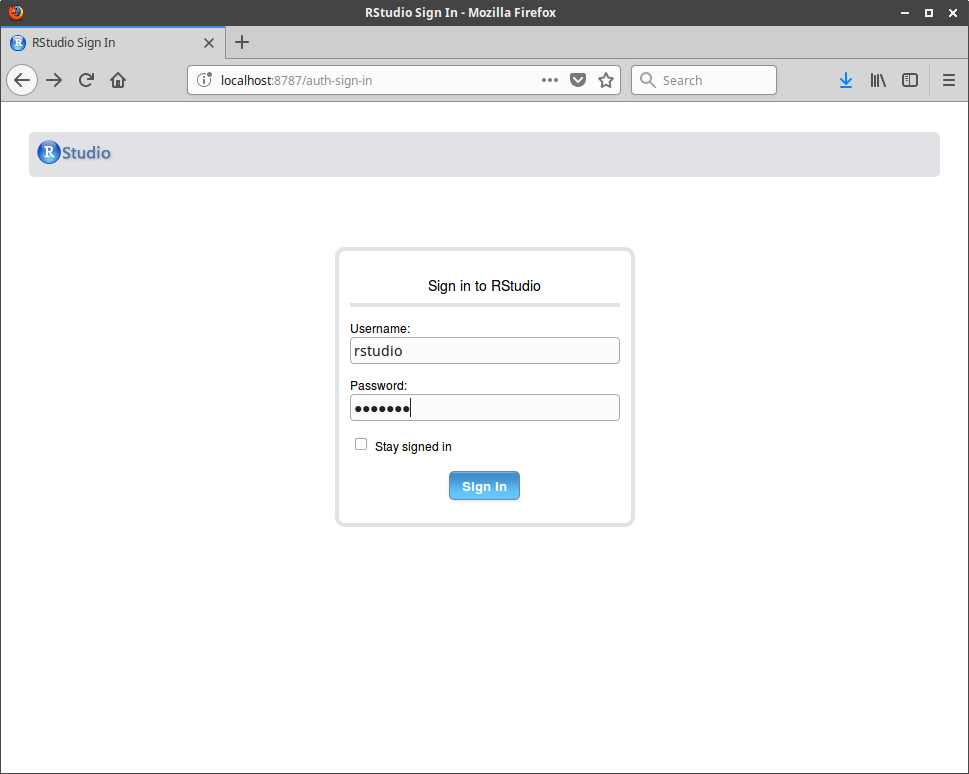 RStudio Sign In - Mozilla Firefox
RStudio Sign In
localhost:8787/auth-sign-in
Search
R Studio
Sign in to RStudio
Username:
rstudio
Password:
•••••••
Stay signed in
Sign In